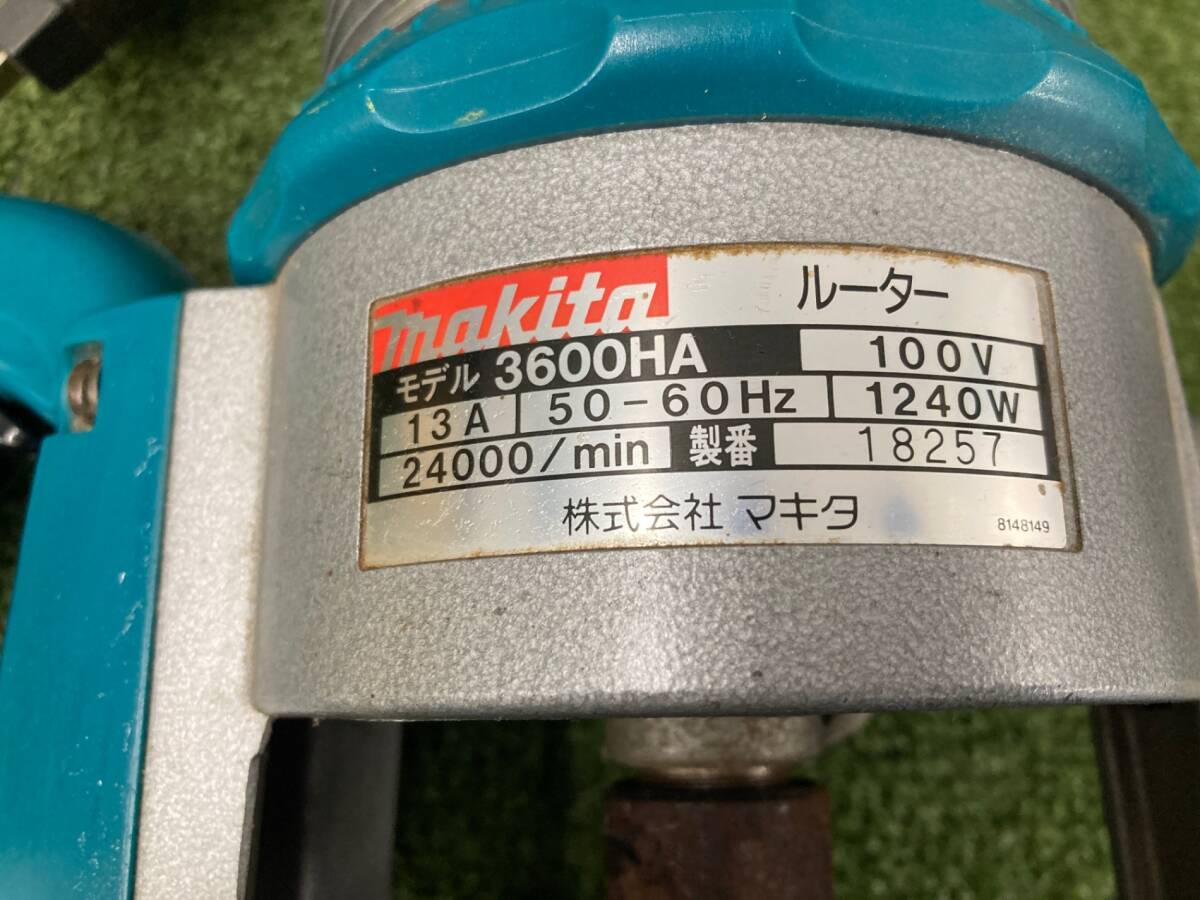 makita ルーター
モデル 3600HA 100V
13A 50-60Hz 1240W
24000/min 製番 18257
株式会社 マキタ 8148149